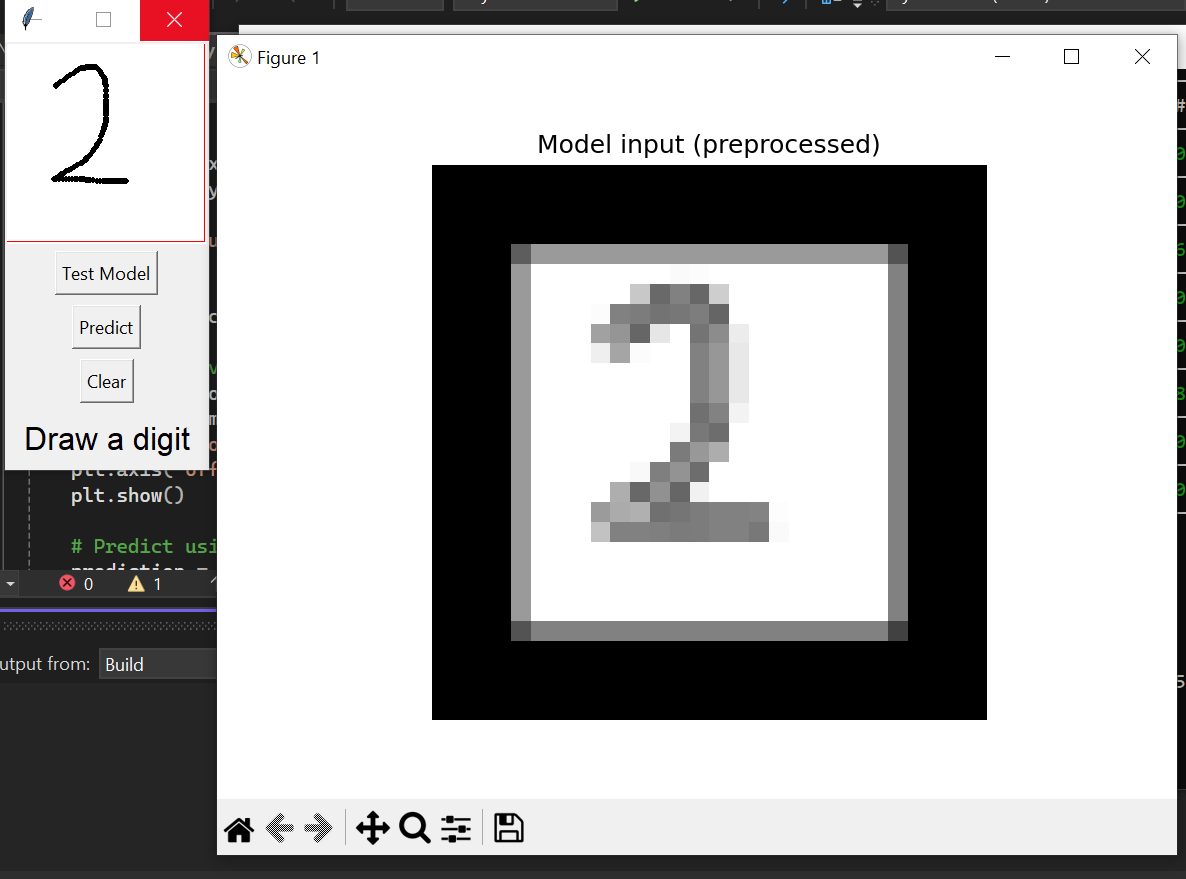 Figure 1
2
Model input (preprocessed)
2
Test Model
Predict
Clear
Draw a digit
plt.axis('off
plt.show()
# Predict usi
prediction =
0
1
utput from:
Build